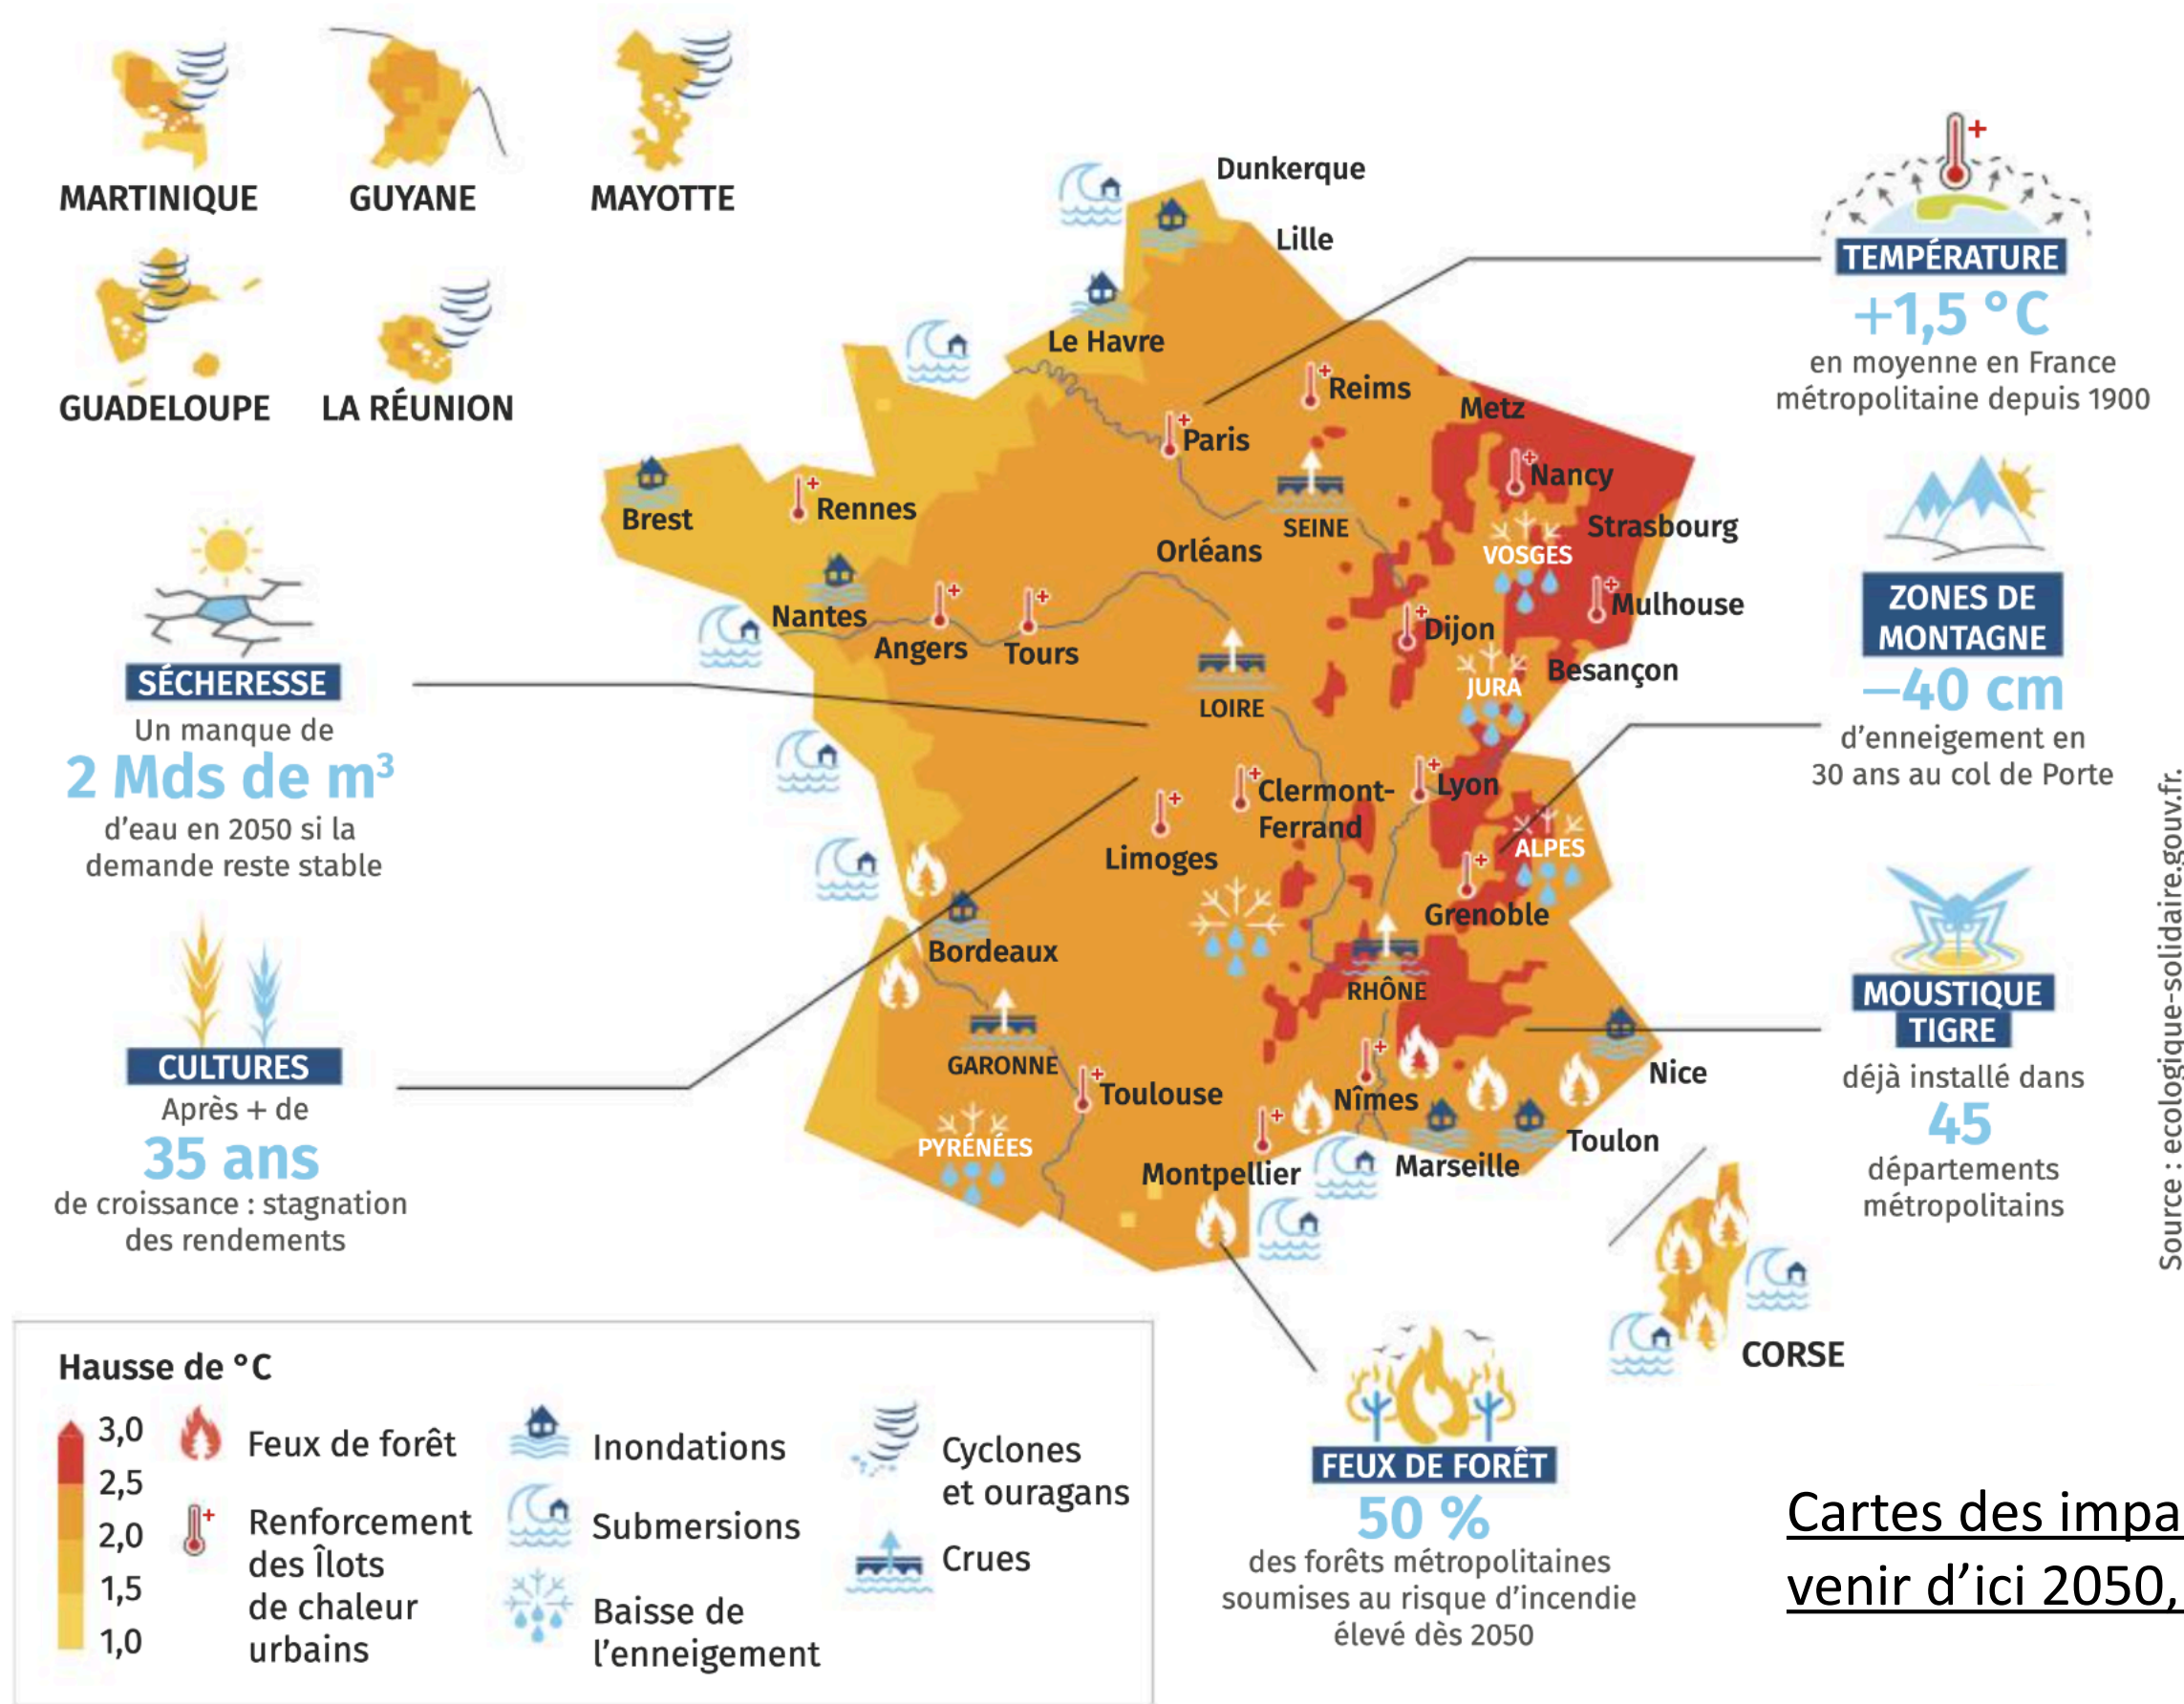 MARTINIQUE
GUYANE
MAYOTTE
GUADELOUPE
LA RÉUNION
Dunkerque
Lille
Le Havre
Reims
Metz
Paris
Nancy
Brest
Rennes
SEINE
Strasbourg
Orléans
VOSGES
Nantes
Mulhouse
Angers
Tours
Dijon
Besançon
JURA
LOIRE
Clermont-
Ferrand
Lyon
Limoges
ALPES
Grenoble
Bordeaux
RHÔNE
GARONNE
Nice
Toulouse
Nîmes
PYRÉNÉES
Toulon
Montpellier
Marseille
CORSE
SÉCHERESSE
Un manque de
2 Mds de m³
d'eau en 2050 si la
demande reste stable
CULTURES
Après + de
35 ans
de croissance : stagnation
des rendements
TEMPÉRATURE
+1,5 °C
en moyenne en France
métropolitaine depuis 1900
ZONES DE
MONTAGNE
–40 cm
d'enneigement en
30 ans au col de Porte
MOUSTIQUE
TIGRE
déjà installé dans
45
départements
métropolitains
Source : ecologique-solidaire.gouv.fr.
FEUX DE FORÊT
50 %
des forêts métropolitaines
soumises au risque d'incendie
élevé dès 2050
Hausse de °C
3,0
2,5
2,0
1,5
1,0
Feux de forêt
Renforcement
des Îlots
de chaleur
urbains
Inondations
Submersions
Baisse de
l'enneigement
Cyclones
et ouragans
Crues
Cartes des impa
venir d'ici 2050,